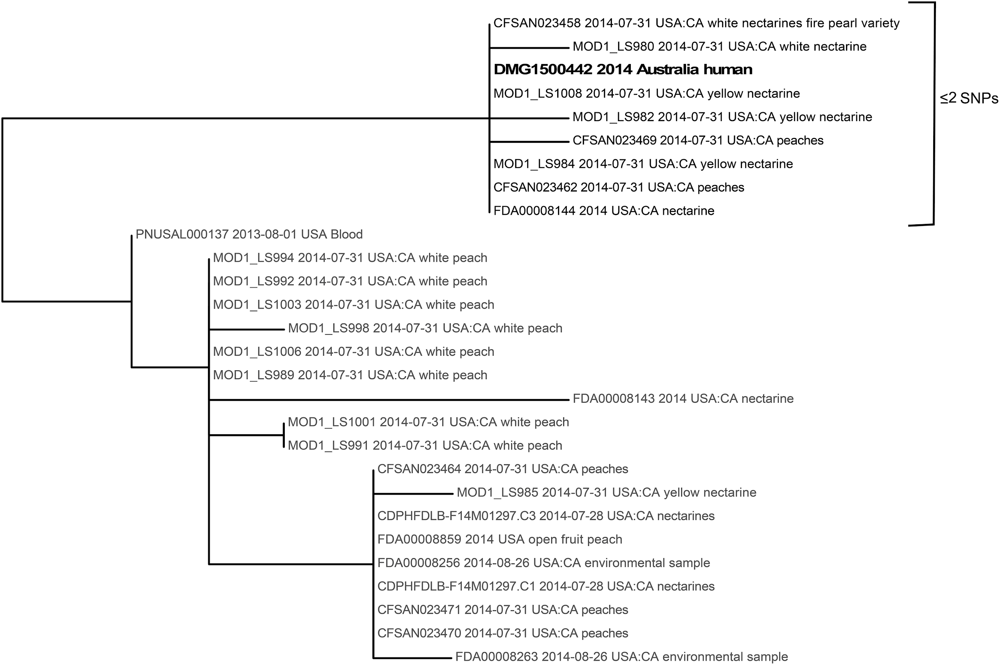 CFSAN023458 2014-07-31 USA:CA white nectarines fire pearl variety
MOD1_LS980 2014-07-31 USA:CA white nectarine
DMG1500442 2014 Australia human
MOD1_LS1008 2014-07-31 USA:CA yellow nectarine
≤2 SNPs
MOD1_LS982 2014-07-31 USA:CA yellow nectarine
CFSAN023469 2014-07-31 USA:CA peaches
MOD1_LS984 2014-07-31 USA:CA yellow nectarine
CFSAN023462 2014-07-31 USA:CA peaches
FDA00008144 2014 USA:CA nectarine
PNUSAL000137 2013-08-01 USA Blood
MOD1_LS994 2014-07-31 USA:CA white peach
MOD1_LS992 2014-07-31 USA:CA white peach
MOD1_LS1003 2014-07-31 USA:CA white peach
MOD1_LS998 2014-07-31 USA:CA white peach
MOD1_LS1006 2014-07-31 USA:CA white peach
MOD1_LS989 2014-07-31 USA:CA white peach
FDA00008143 2014 USA:CA nectarine
MOD1_LS1001 2014-07-31 USA:CA white peach
MOD1_LS991 2014-07-31 USA:CA white peach
CFSAN023464 2014-07-31 USA:CA peaches
MOD1_LS985 2014-07-31 USA:CA yellow nectarine
CDPHFDLB-F14M01297.C3 2014-07-28 USA:CA nectarines
FDA00008859 2014 USA open fruit peach
FDA00008256 2014-08-26 USA:CA environmental sample
CDPHFDLB-F14M01297.C1 2014-07-28 USA:CA nectarines
CFSAN023471 2014-07-31 USA:CA peaches
CFSAN023470 2014-07-31 USA:CA peaches
FDA00008263 2014-08-26 USA:CA environmental sample